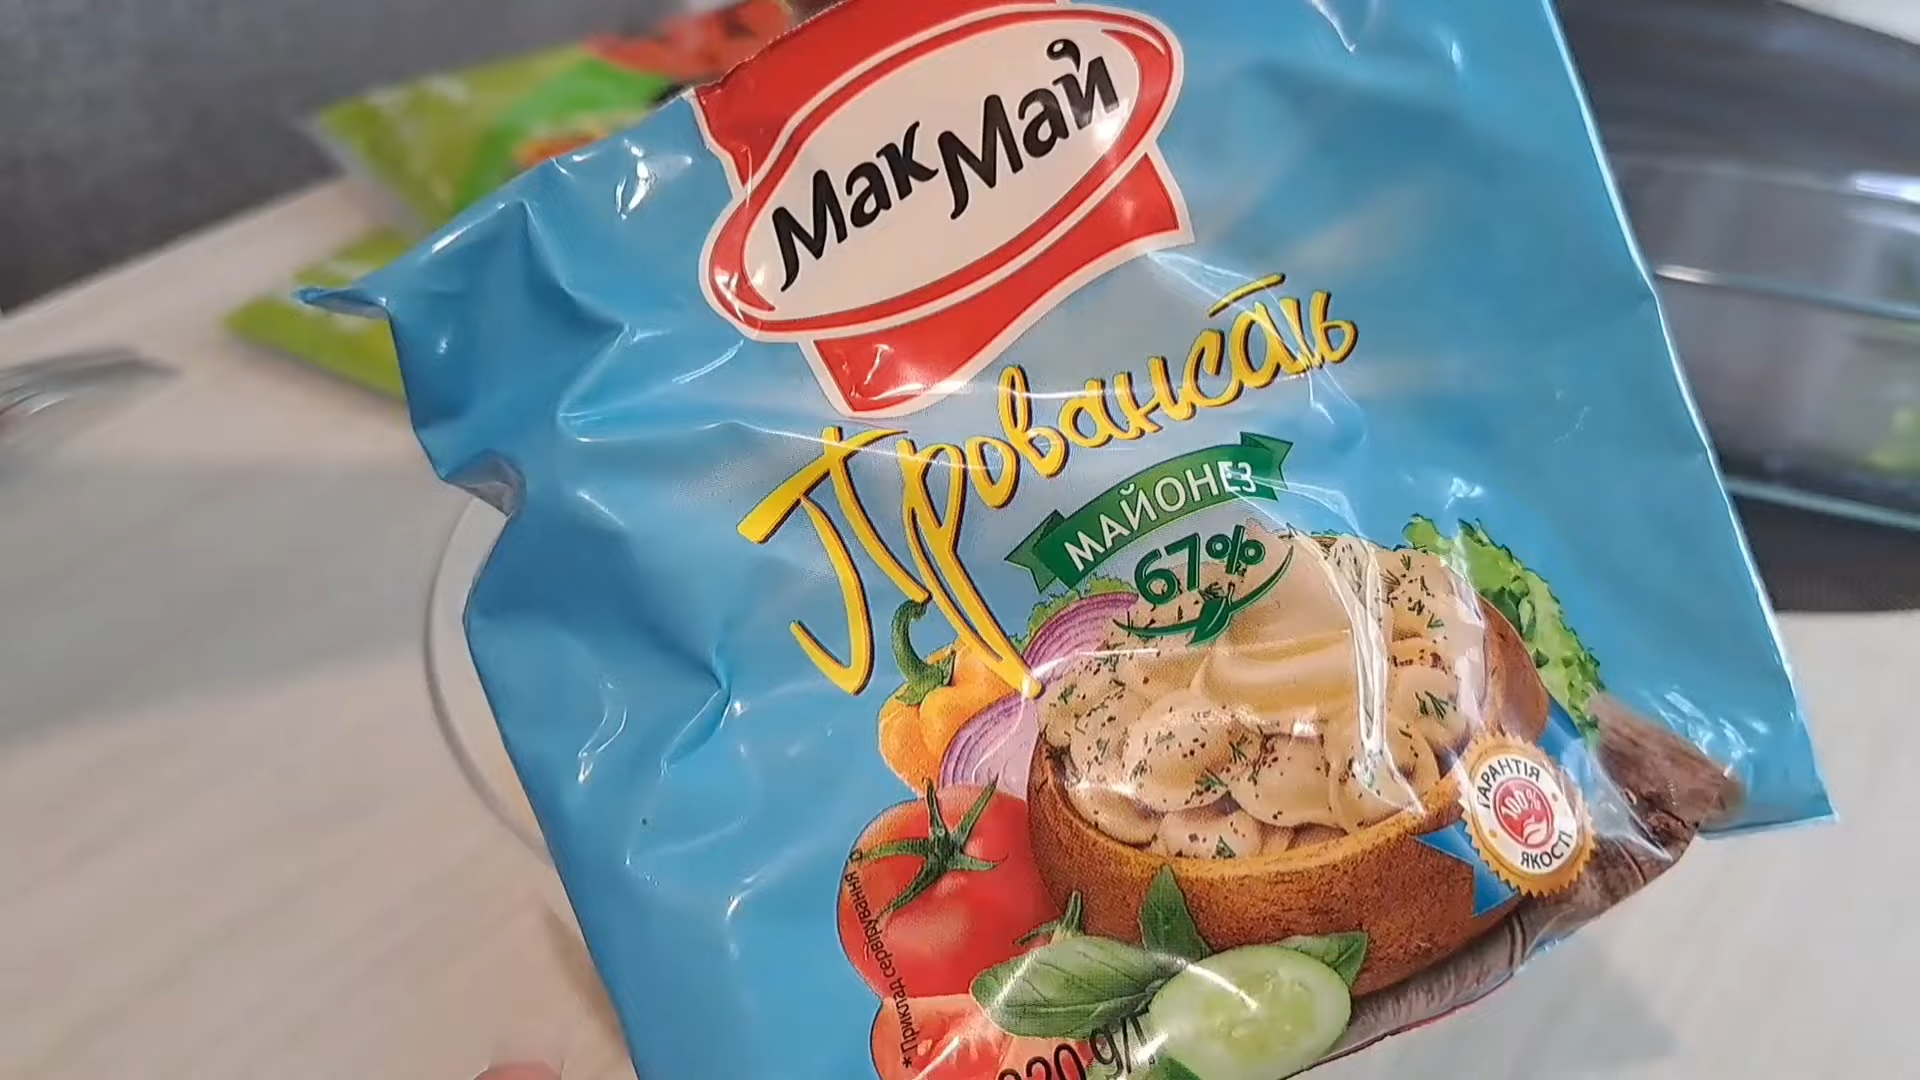 МакМай
Провансаль
МАЙОНЕЗ
67%
ГАРАНТІЯ
100%
ЯКОСТІ
*Приклад сервірування